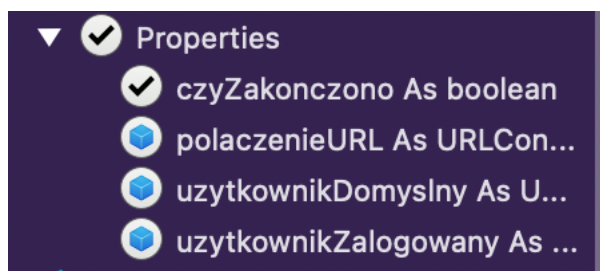 Properties
czyZakonczono As boolean
polaczenieURL As URLCon...
uzytkownikDomyslny As U...
uzytkownikZalogowany As ...